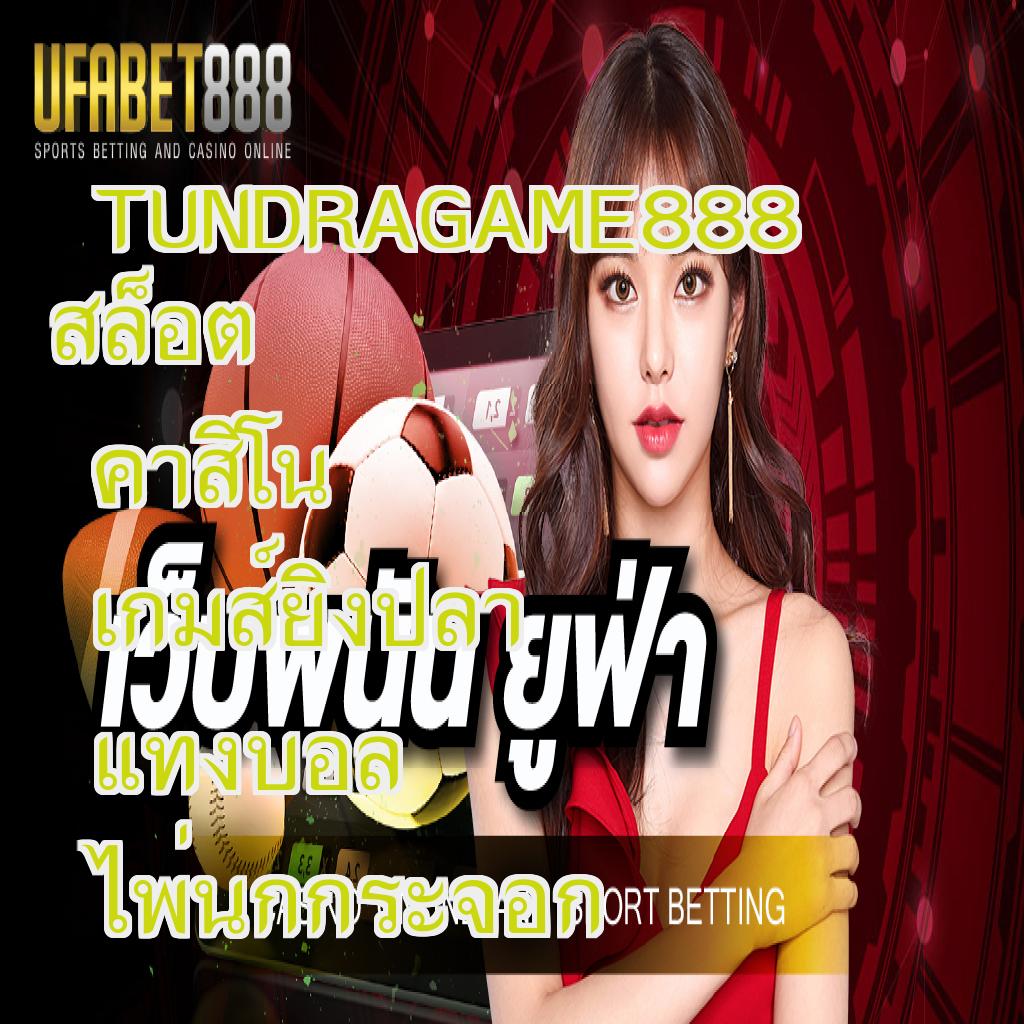 UFABET888
SPORTS BETTING AND CASINO ONLINE
TUNDRAGAME888
สล็อต
คาสิโน
เกมส์ยิงปลา
เว็บพนัน ยูฟ่า
แทงบอล
ไพ่นกกระจอก
SPORT BETTING